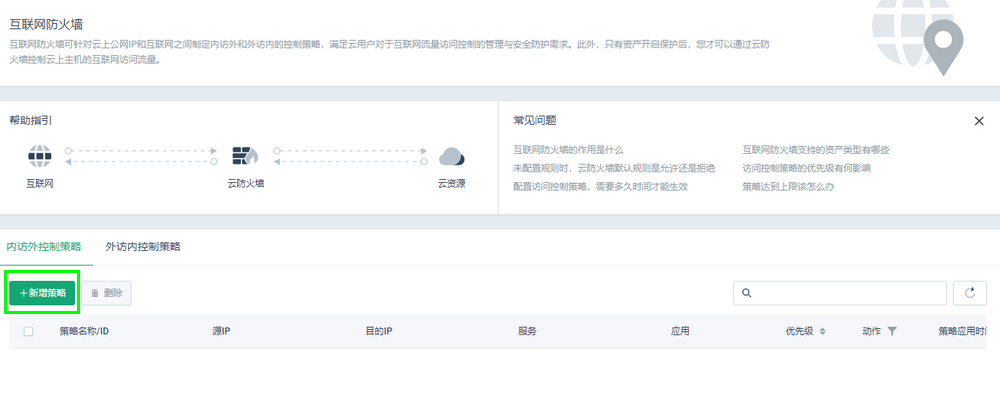 互联网防火墙
互联网防火墙可针对云上公网IP和互联网之间制定内访外和外访内的控制策略，满足云用户对于互联网流量访问控制的管理与安全防护需求。此外，只有资产开启保护后，您才可以通过云防
火墙控制云上主机的互联网访问流量。
帮助指引
互联网
云防火墙
云资源
常见问题
互联网防火墙的作用是什么
互联网防火墙支持的资产类型有哪些
未配置规则时，云防火墙默认规则是允许还是拒绝
访问控制策略的优先级有何影响
配置访问控制策略，需要多久时间才能生效
策略达到上限该怎么办
内访外控制策略 外访内控制策略
＋新增策略 删除
策略名称/ID 源IP 目的IP 服务 应用 优先级 动作 策略应用时